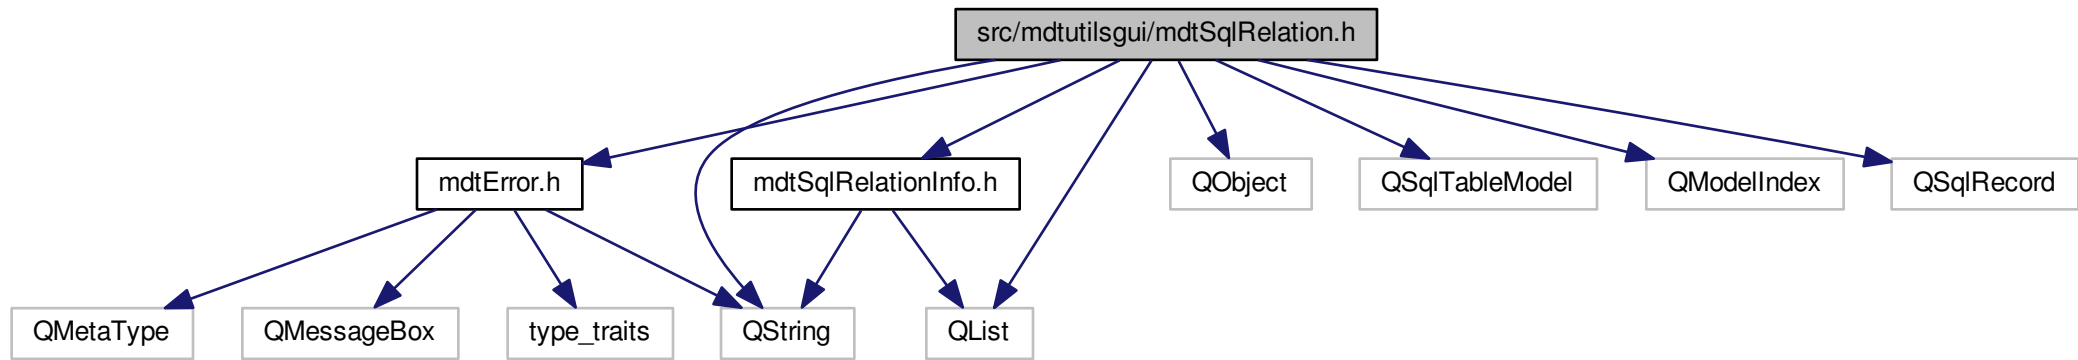 src/mdtutilsgui/mdtSqlRelation.h
mdtError.h
mdtSqlRelationInfo.h
QObject
QSqlTableModel
QModelIndex
QSqlRecord
QMetaType
QMessageBox
type_traits
QString
QList